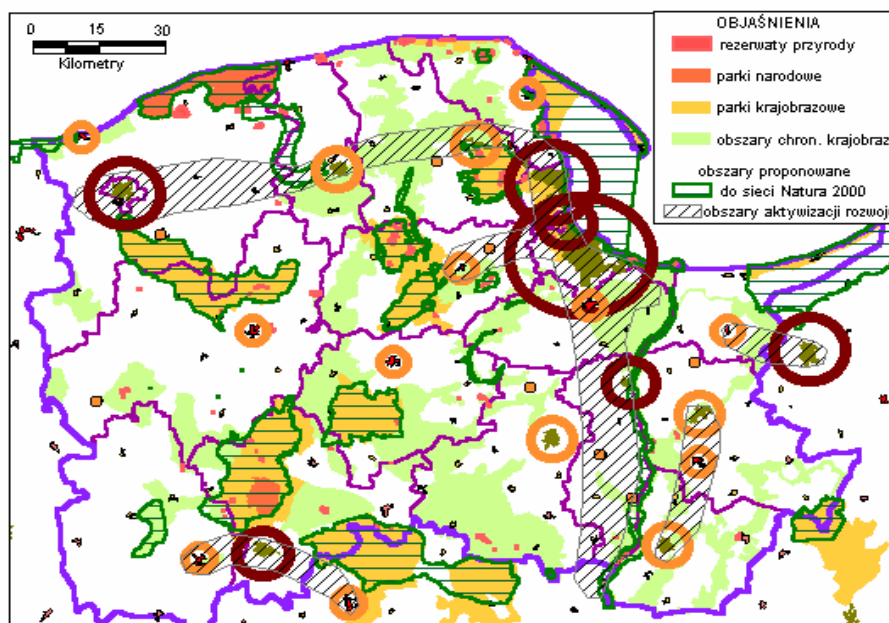 0 15 30
Kilometry
OBJAŚNIENIA
rezerwaty przyrody
parki narodowe
parki krajobrazowe
obszary chron. krajobraz
obszary proponowane
do sieci Natura 2000
obszary aktywizacji rozwoju